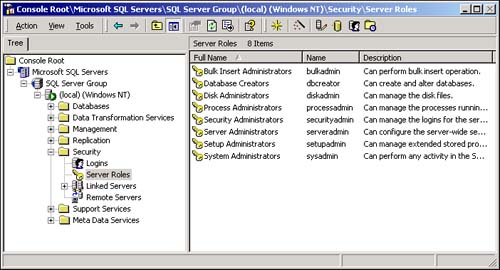 Console Root\Microsoft SQL Servers\SQL Server Group\(local) (Windows NT)\Security\Server Roles
Action View Tools
Tree
Server Roles 8 Items
Console Root
Microsoft SQL Servers
SQL Server Group
(local) (Windows NT)
Databases
Data Transformation Services
Management
Replication
Security
Logins
Server Roles
Linked Servers
Remote Servers
Support Services
Meta Data Services
Full Name Name Description
Bulk Insert Administrators bulkadmin Can perform bulk insert operation.
Database Creators dbcreator Can create and alter databases.
Disk Administrators diskadmin Can manage the disk files.
Process Administrators processadmin Can manage the processes runnin...
Security Administrators securityadmin Can manage the logins for the ser...
Server Administrators serveradmin Can configure the server-wide se...
Setup Administrators setupadmin Can manage extended stored pro...
System Administrators sysadmin Can perform any activity in the S...